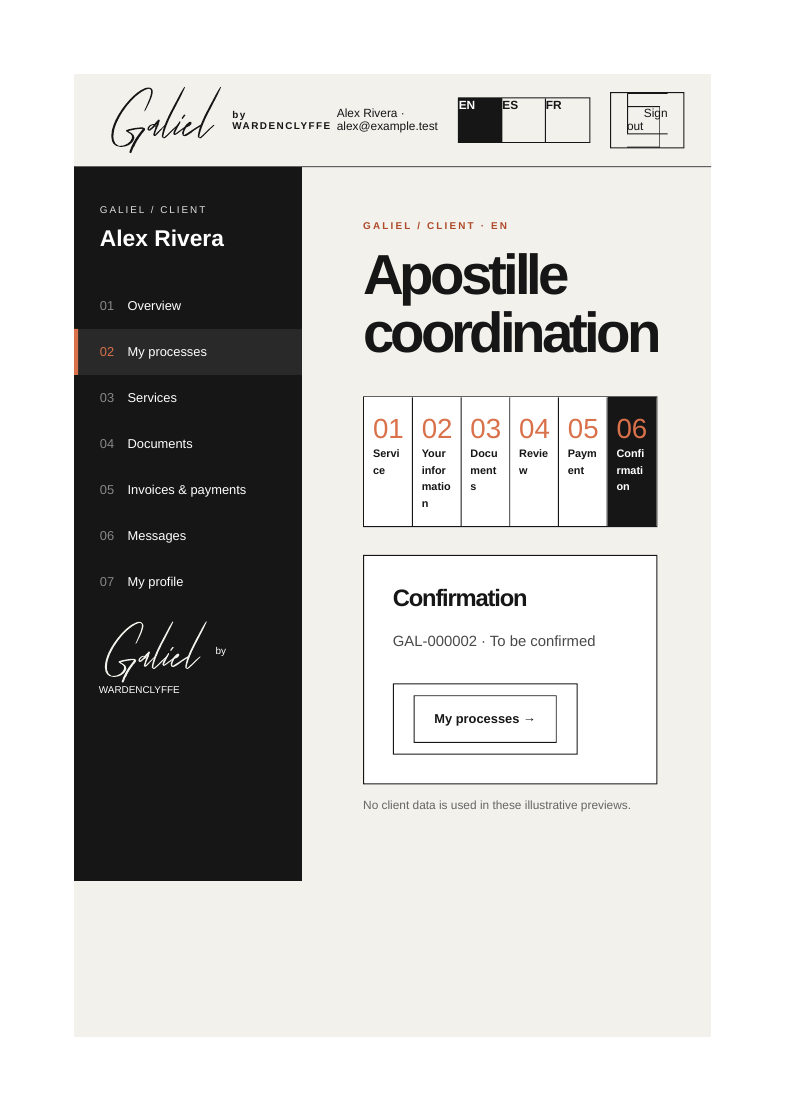 Galiel by
WARDENCLYFFE
Alex Rivera ·
alex@example.test
EN ES FR
Sign
out
GALIEL / CLIENT
Alex Rivera
01 Overview
02 My processes
03 Services
04 Documents
05 Invoices & payments
06 Messages
07 My profile
Galiel by
WARDENCLYFFE
GALIEL / CLIENT · EN
Apostille
coordination
01
Servi
ce
02
Your
infor
matio
n
03
Docu
ment
s
04
Revie
w
05
Paym
ent
06
Confi
rmati
on
Confirmation
GAL-000002 · To be confirmed
My processes →
No client data is used in these illustrative previews.